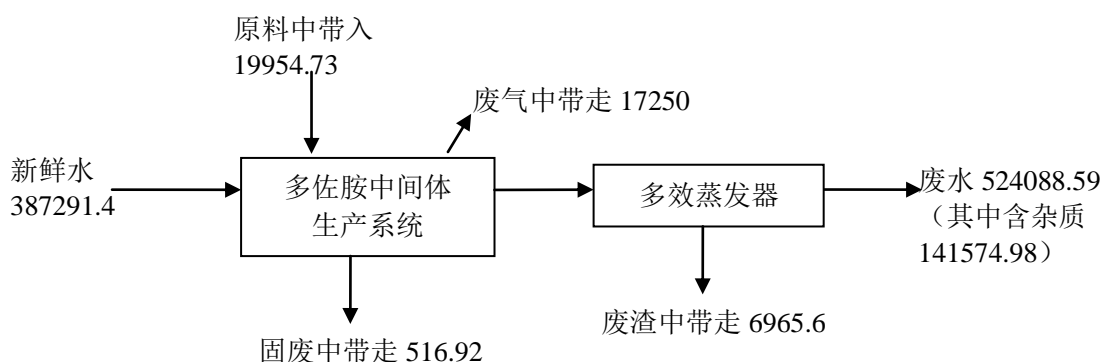 原料中带入
19954.73
废气中带走 17250
新鲜水
387291.4
多佐胺中间体
生产系统
多效蒸发器
废水 524088.59
（其中含杂质
141574.98）
固废中带走 516.92
废渣中带走 6965.6